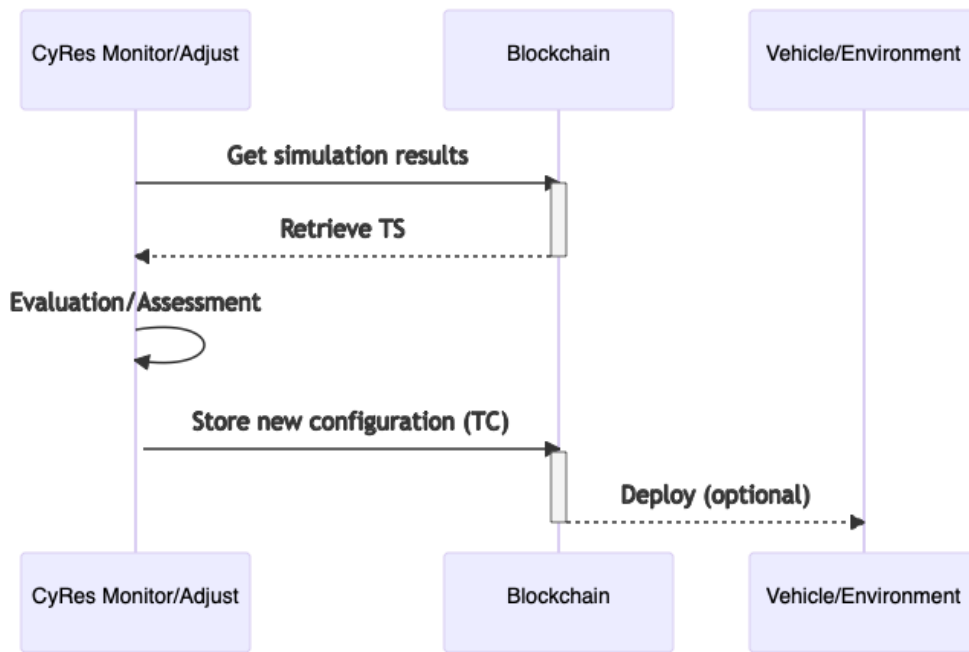 CyRes Monitor/Adjust
Blockchain
Vehicle/Environment
Get simulation results
Retrieve TS
Evaluation/Assessment
Store new configuration (TC)
Deploy (optional)
CyRes Monitor/Adjust
Blockchain
Vehicle/Environment